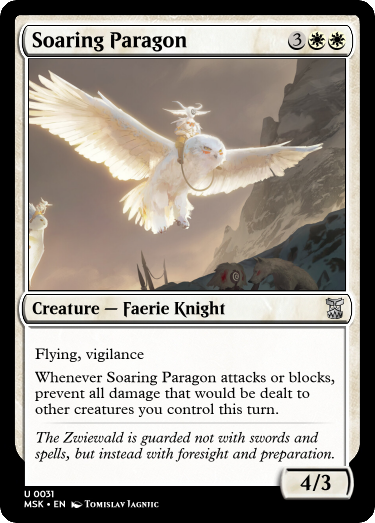 Soaring Paragon 3
Creature — Faerie Knight
Flying, vigilance
Whenever Soaring Paragon attacks or blocks,
prevent all damage that would be dealt to
other creatures you control this turn.
The Zwiewald is guarded not with swords and
spells, but instead with foresight and preparation.
4/3
U 0031
MSK • EN Tomislav Jagnjic